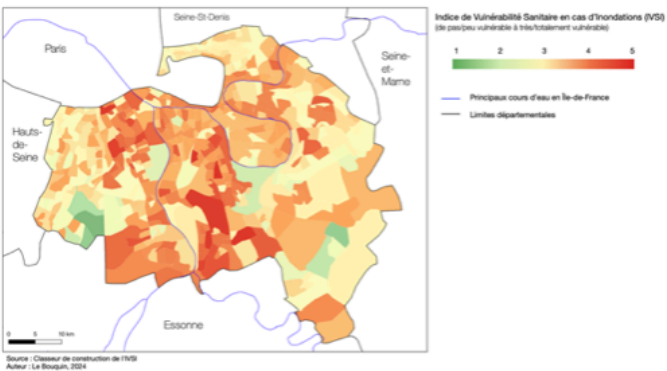 Seine-St-Denis
Paris
Seine-
et-
Marne
Hauts-
de-
Seine
Essonne
0 5 10 km
Indice de Vulnérabilité Sanitaire en cas d'Inondations (IVSI)
(de pas/peu vulnérable à très/totalement vulnérable)
1 2 3 4 5
Principaux cours d'eau en Île-de-France
Limites départementales
Source : Classeur de construction de l'IVSI
Auteur : Le Bouquin, 2024